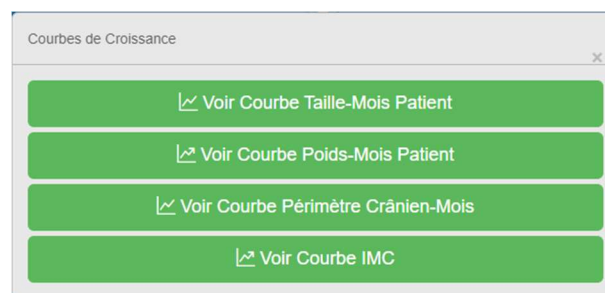 Courbes de Croissance
×
Voir Courbe Taille-Mois Patient
Voir Courbe Poids-Mois Patient
Voir Courbe Périmètre Crânien-Mois
Voir Courbe IMC